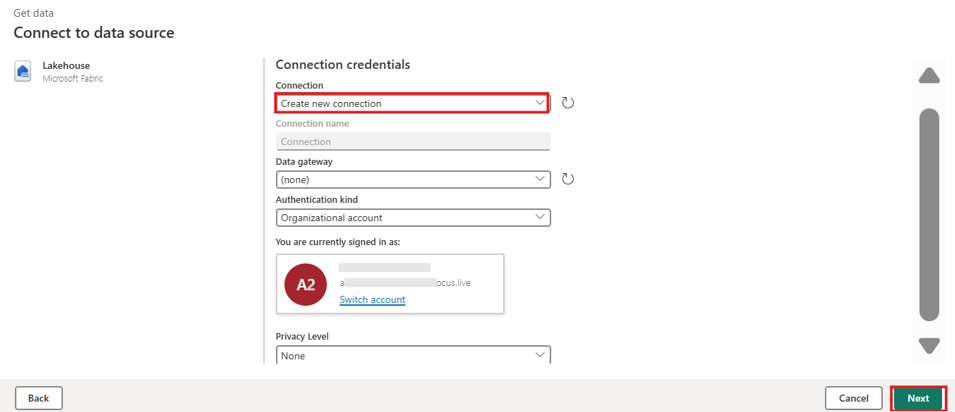 Get data
Connect to data source
Lakehouse
Microsoft Fabric
Connection credentials
Connection
Create new connection
Connection name
Connection
Data gateway
(none)
Authentication kind
Organizational account
You are currently signed in as:
A2
a ocus.live
Switch account
Privacy Level
None
Back
Cancel
Next